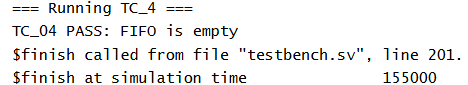 === Running TC_4 ===
TC_04 PASS: FIFO is empty
$finish called from file "testbench.sv", line 201.
$finish at simulation time 155000